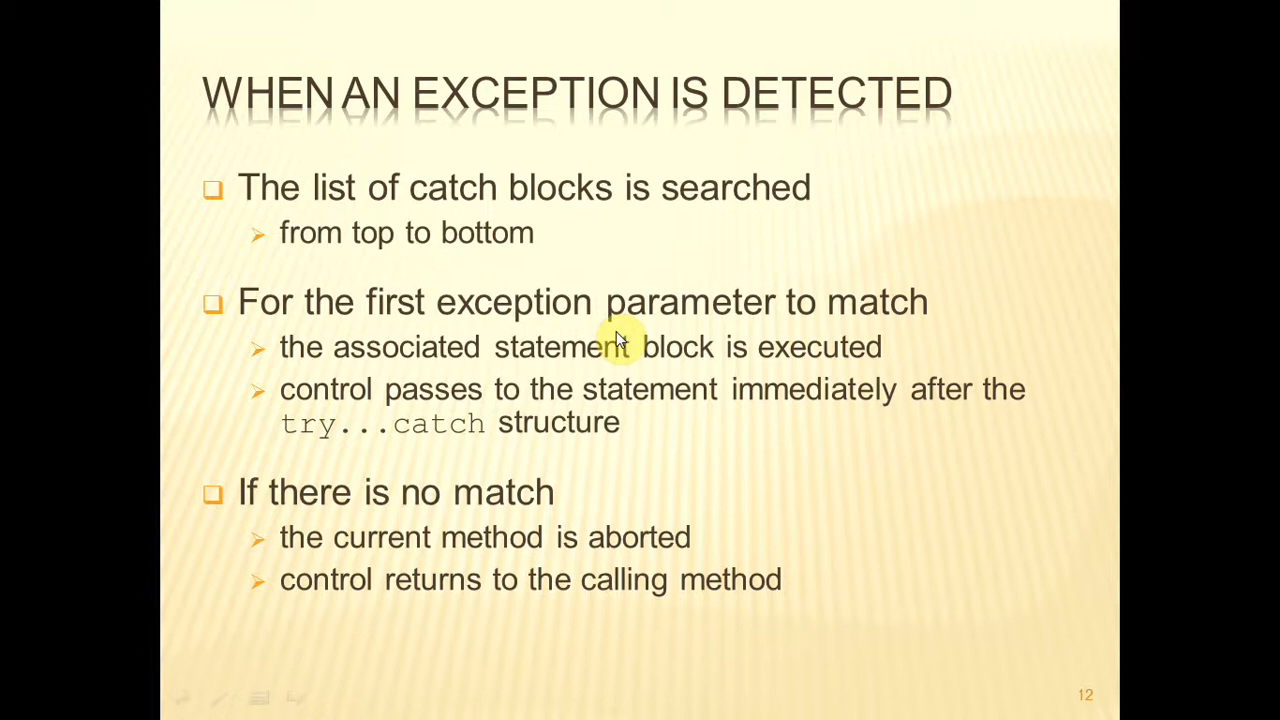 WHEN AN EXCEPTION IS DETECTED
The list of catch blocks is searched
from top to bottom
For the first exception parameter to match
the associated statement block is executed
control passes to the statement immediately after the
try...catch structure
If there is no match
the current method is aborted
control returns to the calling method
12